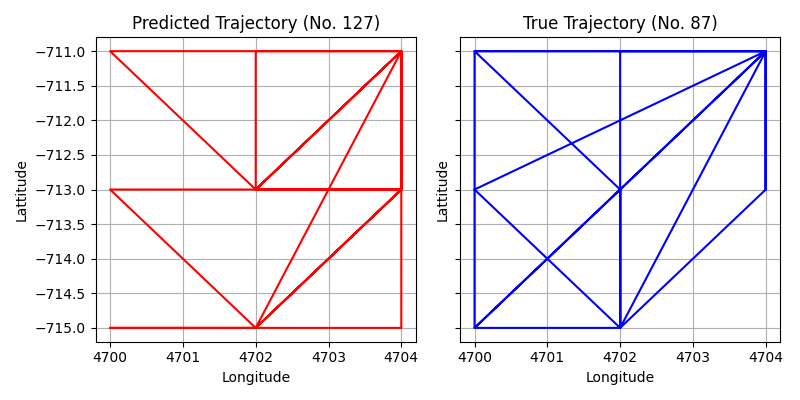 Predicted Trajectory (No. 127)
True Trajectory (No. 87)
−711.0
−711.5
−712.0
−712.5
−713.0
−713.5
−714.0
−714.5
−715.0
Lattitude
Lattitude
4700 4701 4702 4703 4704
4700 4701 4702 4703 4704
Longitude
Longitude